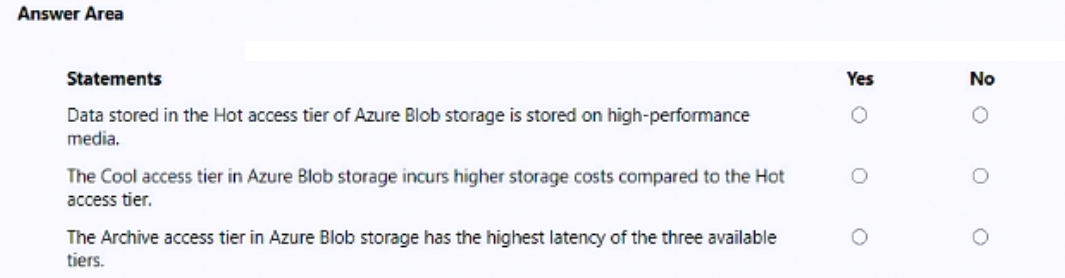 Answer Area
Statements Yes No
Data stored in the Hot access tier of Azure Blob storage is stored on high-performance
media.
The Cool access tier in Azure Blob storage incurs higher storage costs compared to the Hot
access tier.
The Archive access tier in Azure Blob storage has the highest latency of the three available
tiers.